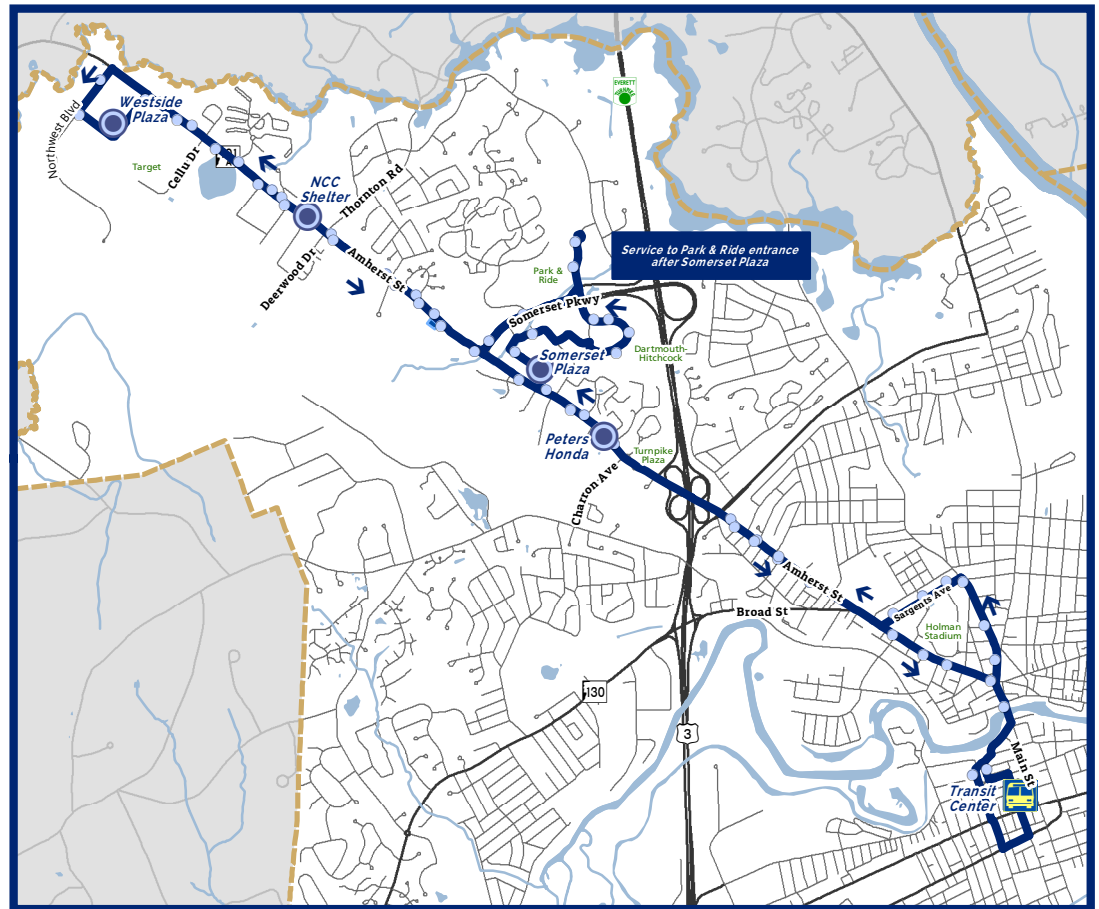 EVERETT
TURNPIKE
Westside
Plaza
Northwest Blvd
Target
Cellu Dr
NCC
Shelter
Thornton Rd
Deerwood Dr
Amherst St
Service to Park & Ride entrance
after Somerset Plaza
Park &
Ride
Somerset Pkwy
Somerset
Plaza
Dartmouth-
Hitchcock
Peters
Honda
Turnpike
Plaza
Charron Ave
Amherst St
Broad St
Sargents Ave
Holman
Stadium
130
3
Main St
Transit
Center